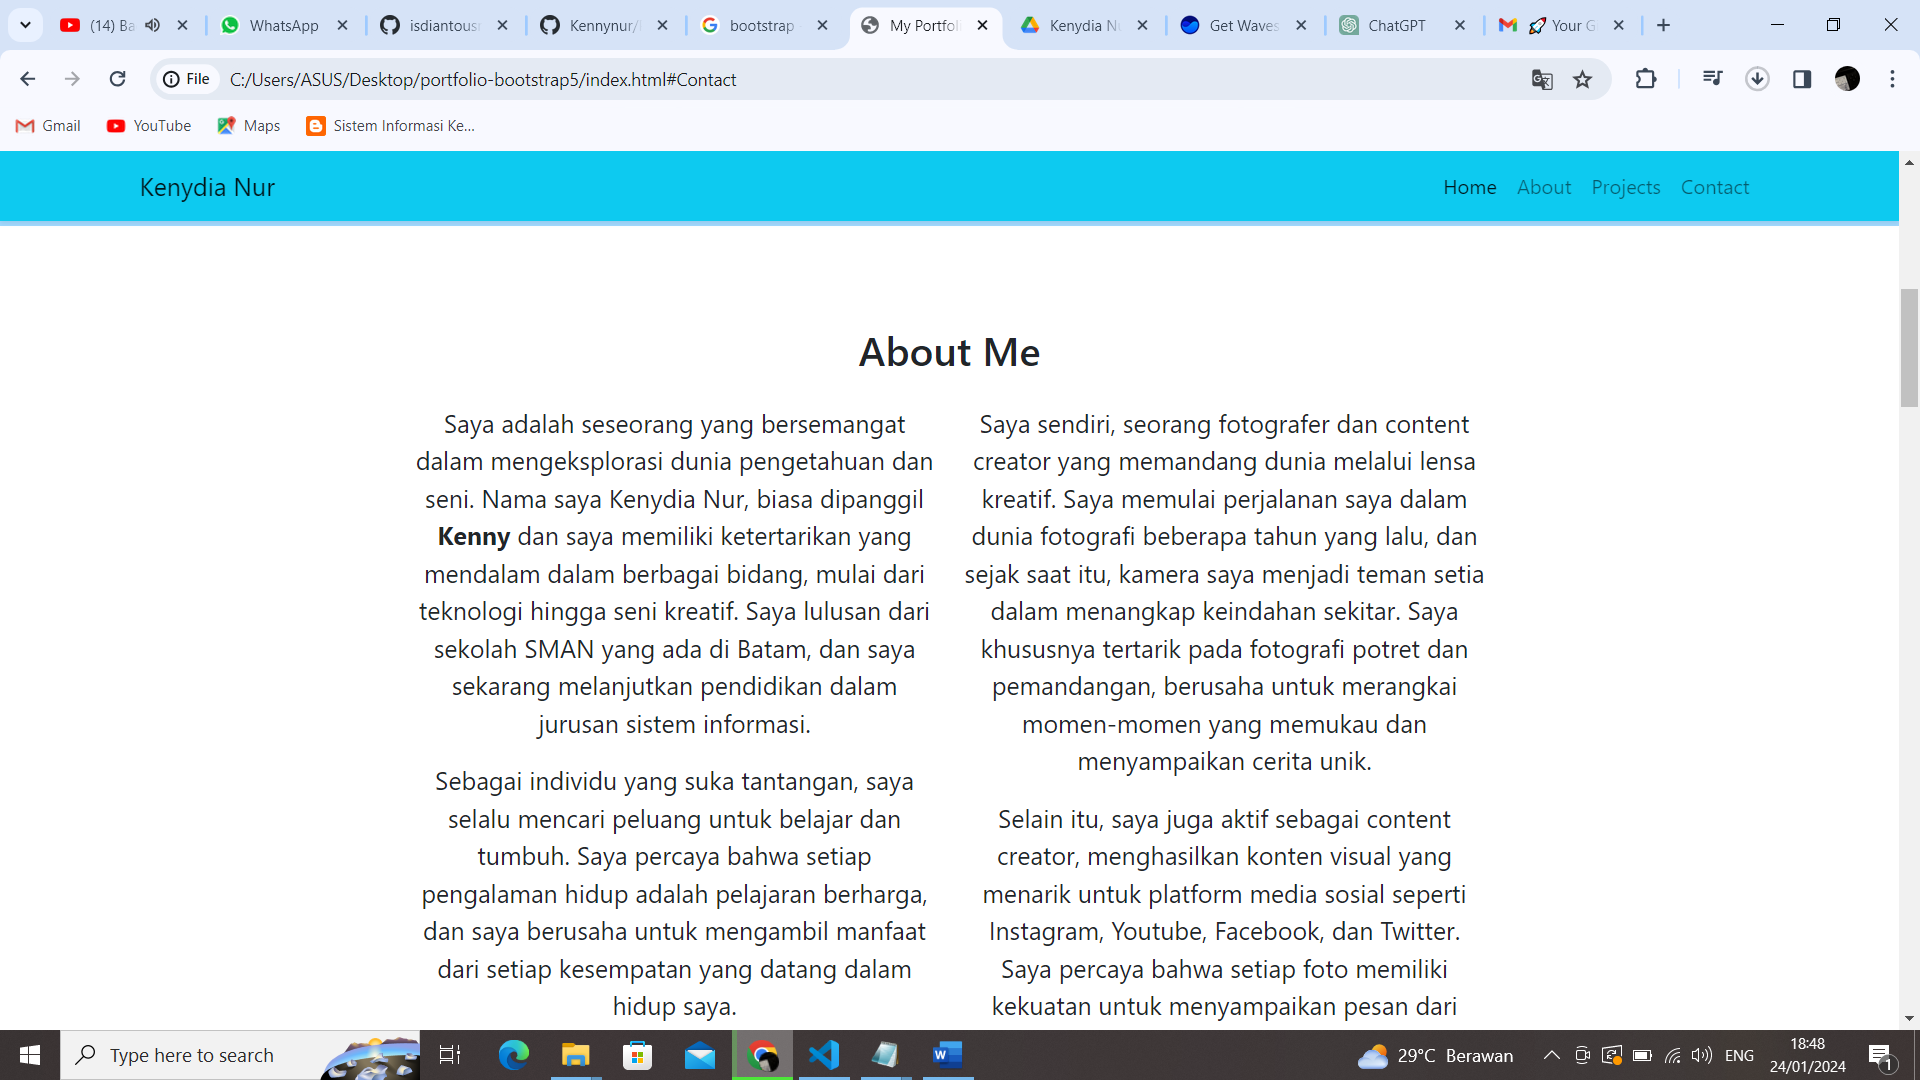 (14) Ba
WhatsApp
isdiantousr
Kennynur/
bootstrap
My Portfoli
Kenydia Nu
Get Waves
ChatGPT
Your G
File
C:/Users/ASUS/Desktop/portfolio-bootstrap5/index.html#Contact
Gmail
YouTube
Maps
Sistem Informasi Ke...
Kenydia Nur
Home
About
Projects
Contact
About Me
Saya adalah seseorang yang bersemangat
dalam mengeksplorasi dunia pengetahuan dan
seni. Nama saya Kenydia Nur, biasa dipanggil
Kenny dan saya memiliki ketertarikan yang
mendalam dalam berbagai bidang, mulai dari
teknologi hingga seni kreatif. Saya lulusan dari
sekolah SMAN yang ada di Batam, dan saya
sekarang melanjutkan pendidikan dalam
jurusan sistem informasi.
Sebagai individu yang suka tantangan, saya
selalu mencari peluang untuk belajar dan
tumbuh. Saya percaya bahwa setiap
pengalaman hidup adalah pelajaran berharga,
dan saya berusaha untuk mengambil manfaat
dari setiap kesempatan yang datang dalam
hidup saya.
Saya sendiri, seorang fotografer dan content
creator yang memandang dunia melalui lensa
kreatif. Saya memulai perjalanan saya dalam
dunia fotografi beberapa tahun yang lalu, dan
sejak saat itu, kamera saya menjadi teman setia
dalam menangkap keindahan sekitar. Saya
khususnya tertarik pada fotografi potret dan
pemandangan, berusaha untuk merangkai
momen-momen yang memukau dan
menyampaikan cerita unik.
Selain itu, saya juga aktif sebagai content
creator, menghasilkan konten visual yang
menarik untuk platform media sosial seperti
Instagram, Youtube, Facebook, dan Twitter.
Saya percaya bahwa setiap foto memiliki
kekuatan untuk menyampaikan pesan dari
Type here to search
29°C Berawan
ENG
18:48
24/01/2024
1